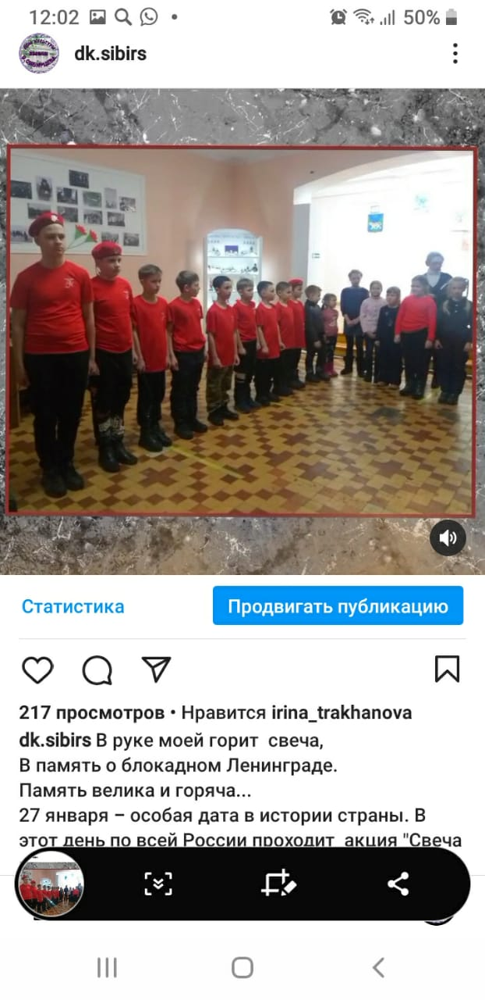 12:02
50%
dk.sibirs
Статистика
Продвигать публикацию
217 просмотров • Нравится irina_trakhanova
dk.sibirs В руке моей горит свеча,
В память о блокадном Ленинграде.
Память велика и горяча...
27 января – особая дата в истории страны. В
этот день по всей России проходит акция "Свеча